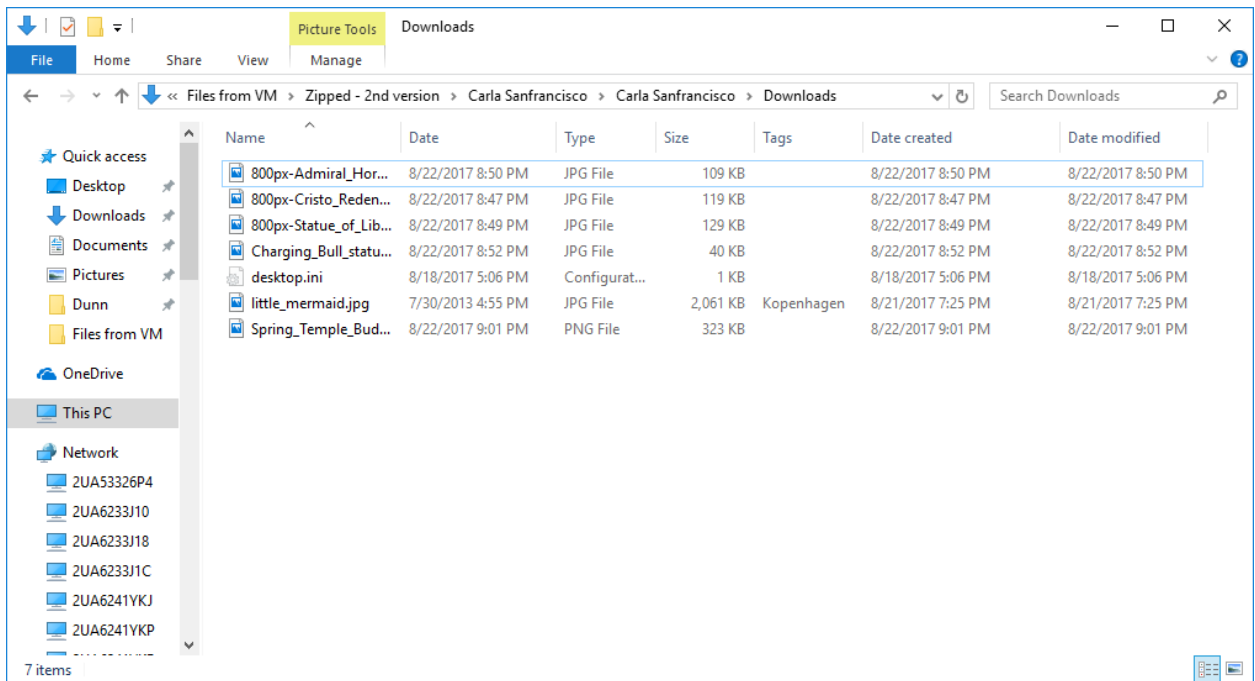 Picture Tools Downloads
File Home Share View Manage
« Files from VM > Zipped - 2nd version > Carla Sanfrancisco > Carla Sanfrancisco > Downloads Search Downloads
Name Date Type Size Tags Date created Date modified
Quick access
Desktop
Downloads
Documents
Pictures
Dunn
Files from VM
OneDrive
This PC
Network
2UA53326P4
2UA6233J10
2UA6233J18
2UA6233J1C
2UA6241YKJ
2UA6241YKP
800px-Admiral_Hor... 8/22/2017 8:50 PM JPG File 109 KB 8/22/2017 8:50 PM 8/22/2017 8:50 PM
800px-Cristo_Reden... 8/22/2017 8:47 PM JPG File 119 KB 8/22/2017 8:47 PM 8/22/2017 8:47 PM
800px-Statue_of_Lib... 8/22/2017 8:49 PM JPG File 129 KB 8/22/2017 8:49 PM 8/22/2017 8:49 PM
Charging_Bull_statu... 8/22/2017 8:52 PM JPG File 40 KB 8/22/2017 8:52 PM 8/22/2017 8:52 PM
desktop.ini 8/18/2017 5:06 PM Configurat... 1 KB 8/18/2017 5:06 PM 8/18/2017 5:06 PM
little_mermaid.jpg 7/30/2013 4:55 PM JPG File 2,061 KB Kopenhagen 8/21/2017 7:25 PM 8/21/2017 7:25 PM
Spring_Temple_Bud... 8/22/2017 9:01 PM PNG File 323 KB 8/22/2017 9:01 PM 8/22/2017 9:01 PM
7 items